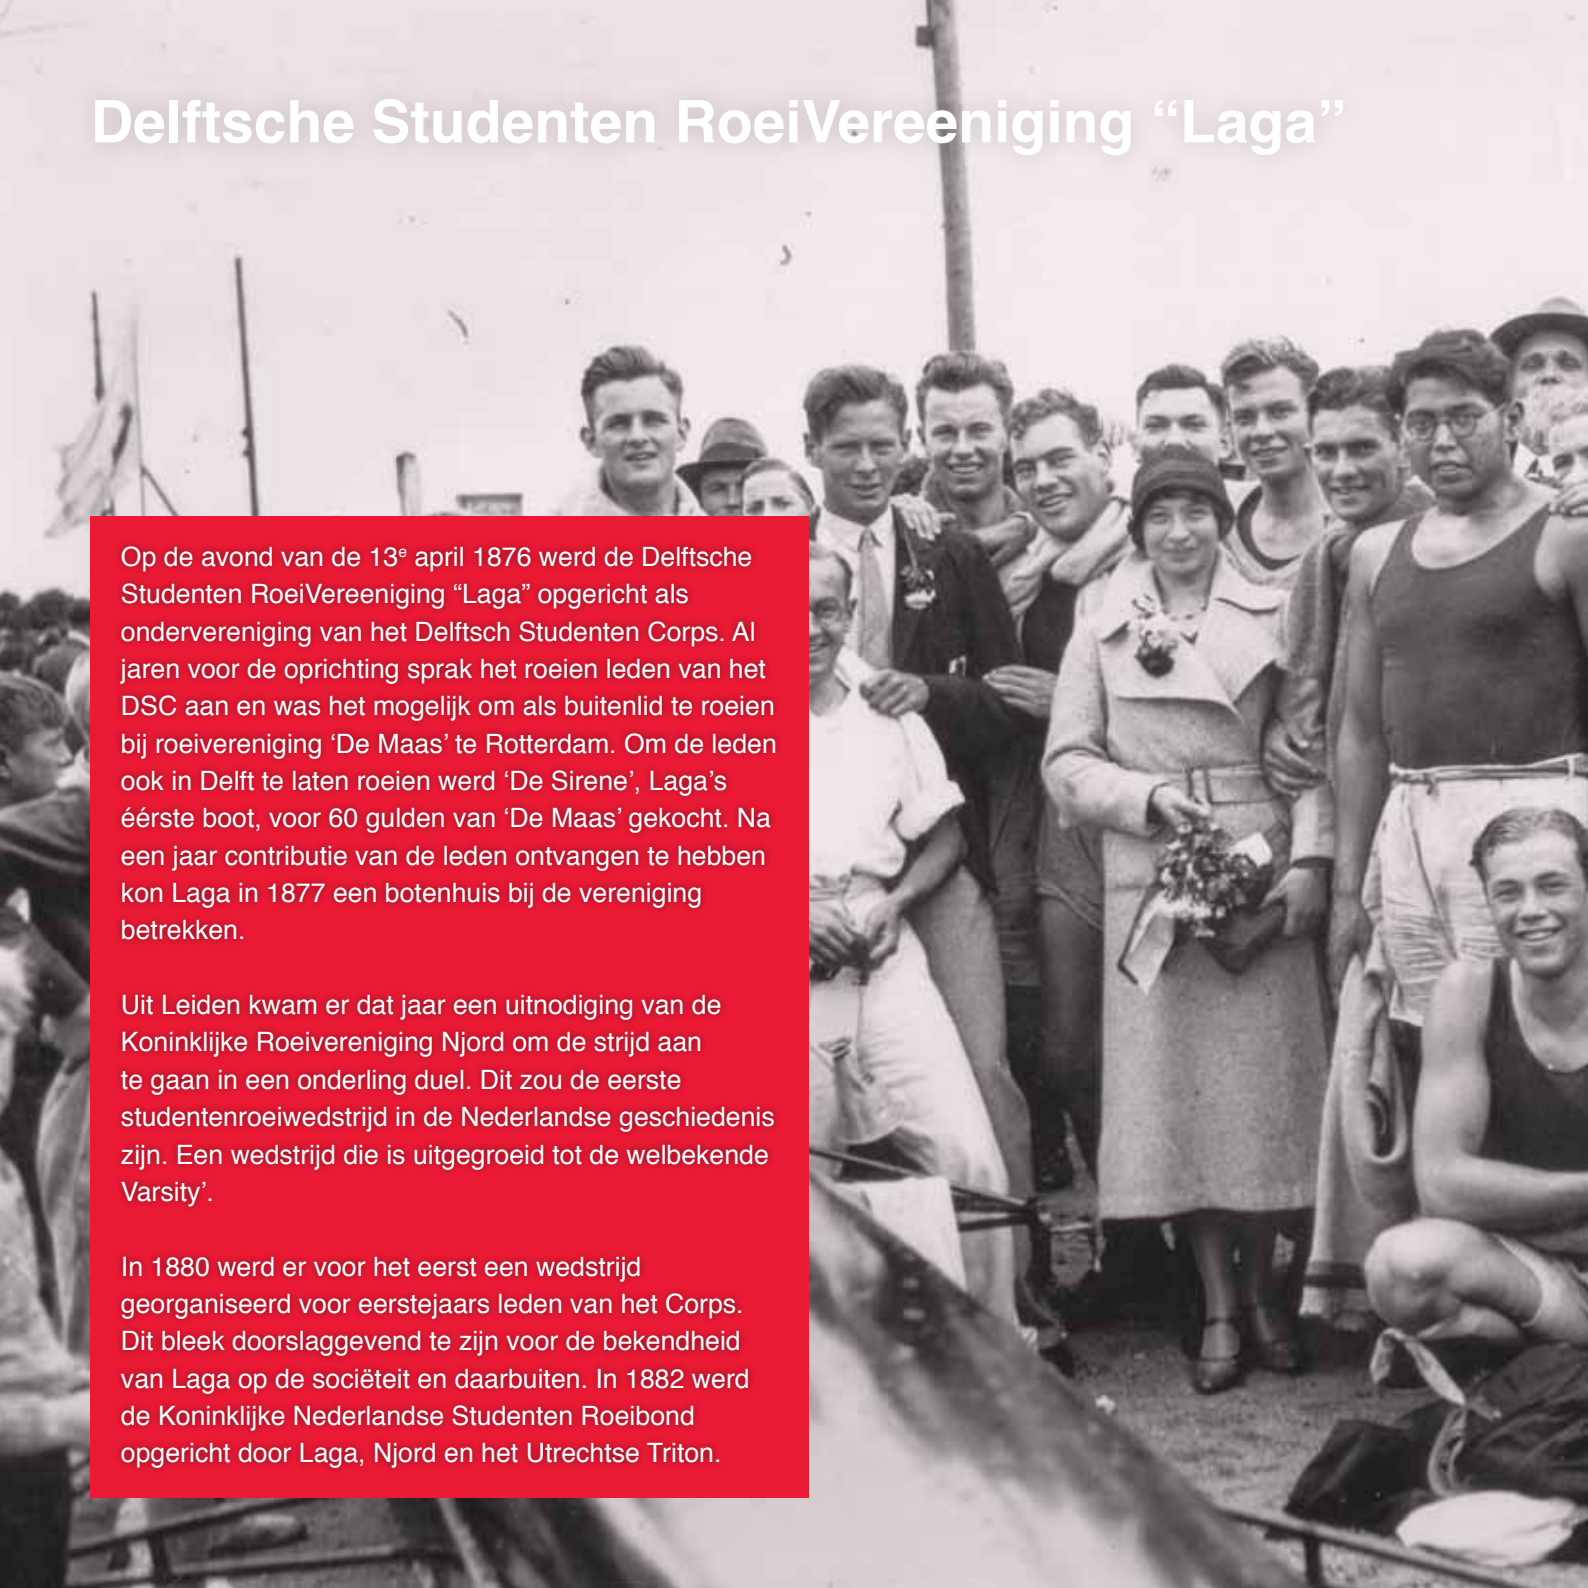 Delftsche Studenten RoeiVereeniging “Laga”
Op de avond van de 13e april 1876 werd de Delftsche
Studenten RoeiVereeniging “Laga” opgericht als
ondervereniging van het Delftsch Studenten Corps. Al
jaren voor de oprichting sprak het roeien leden van het
DSC aan en was het mogelijk om als buitenlid te roeien
bij roeivereniging ‘De Maas’ te Rotterdam. Om de leden
ook in Delft te laten roeien werd ‘De Sirene’, Laga’s
éérste boot, voor 60 gulden van ‘De Maas’ gekocht. Na
een jaar contributie van de leden ontvangen te hebben
kon Laga in 1877 een botenhuis bij de vereniging
betrekken.
Uit Leiden kwam er dat jaar een uitnodiging van de
Koninklijke Roeivereniging Njord om de strijd aan
te gaan in een onderling duel. Dit zou de eerste
studentenroeiwedstrijd in de Nederlandse geschiedenis
zijn. Een wedstrijd die is uitgegroeid tot de welbekende
Varsity’.
In 1880 werd er voor het eerst een wedstrijd
georganiseerd voor eerstejaars leden van het Corps.
Dit bleek doorslaggevend te zijn voor de bekendheid
van Laga op de sociëteit en daarbuiten. In 1882 werd
de Koninklijke Nederlandse Studenten Roeibond
opgericht door Laga, Njord en het Utrechtse Triton.